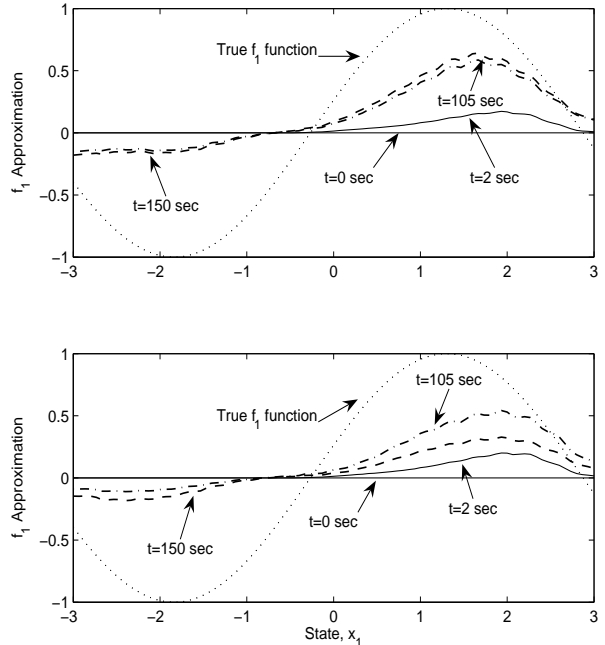 1
0.5
0
−0.5
−1
f₁ Approximation
True f₁ function
t=105 sec
t=0 sec
t=2 sec
t=150 sec
−3 −2 −1 0 1 2 3
1
0.5
0
−0.5
−1
f₁ Approximation
t=105 sec
True f₁ function
t=0 sec
t=2 sec
t=150 sec
−3 −2 −1 0 1 2 3
State, x₁